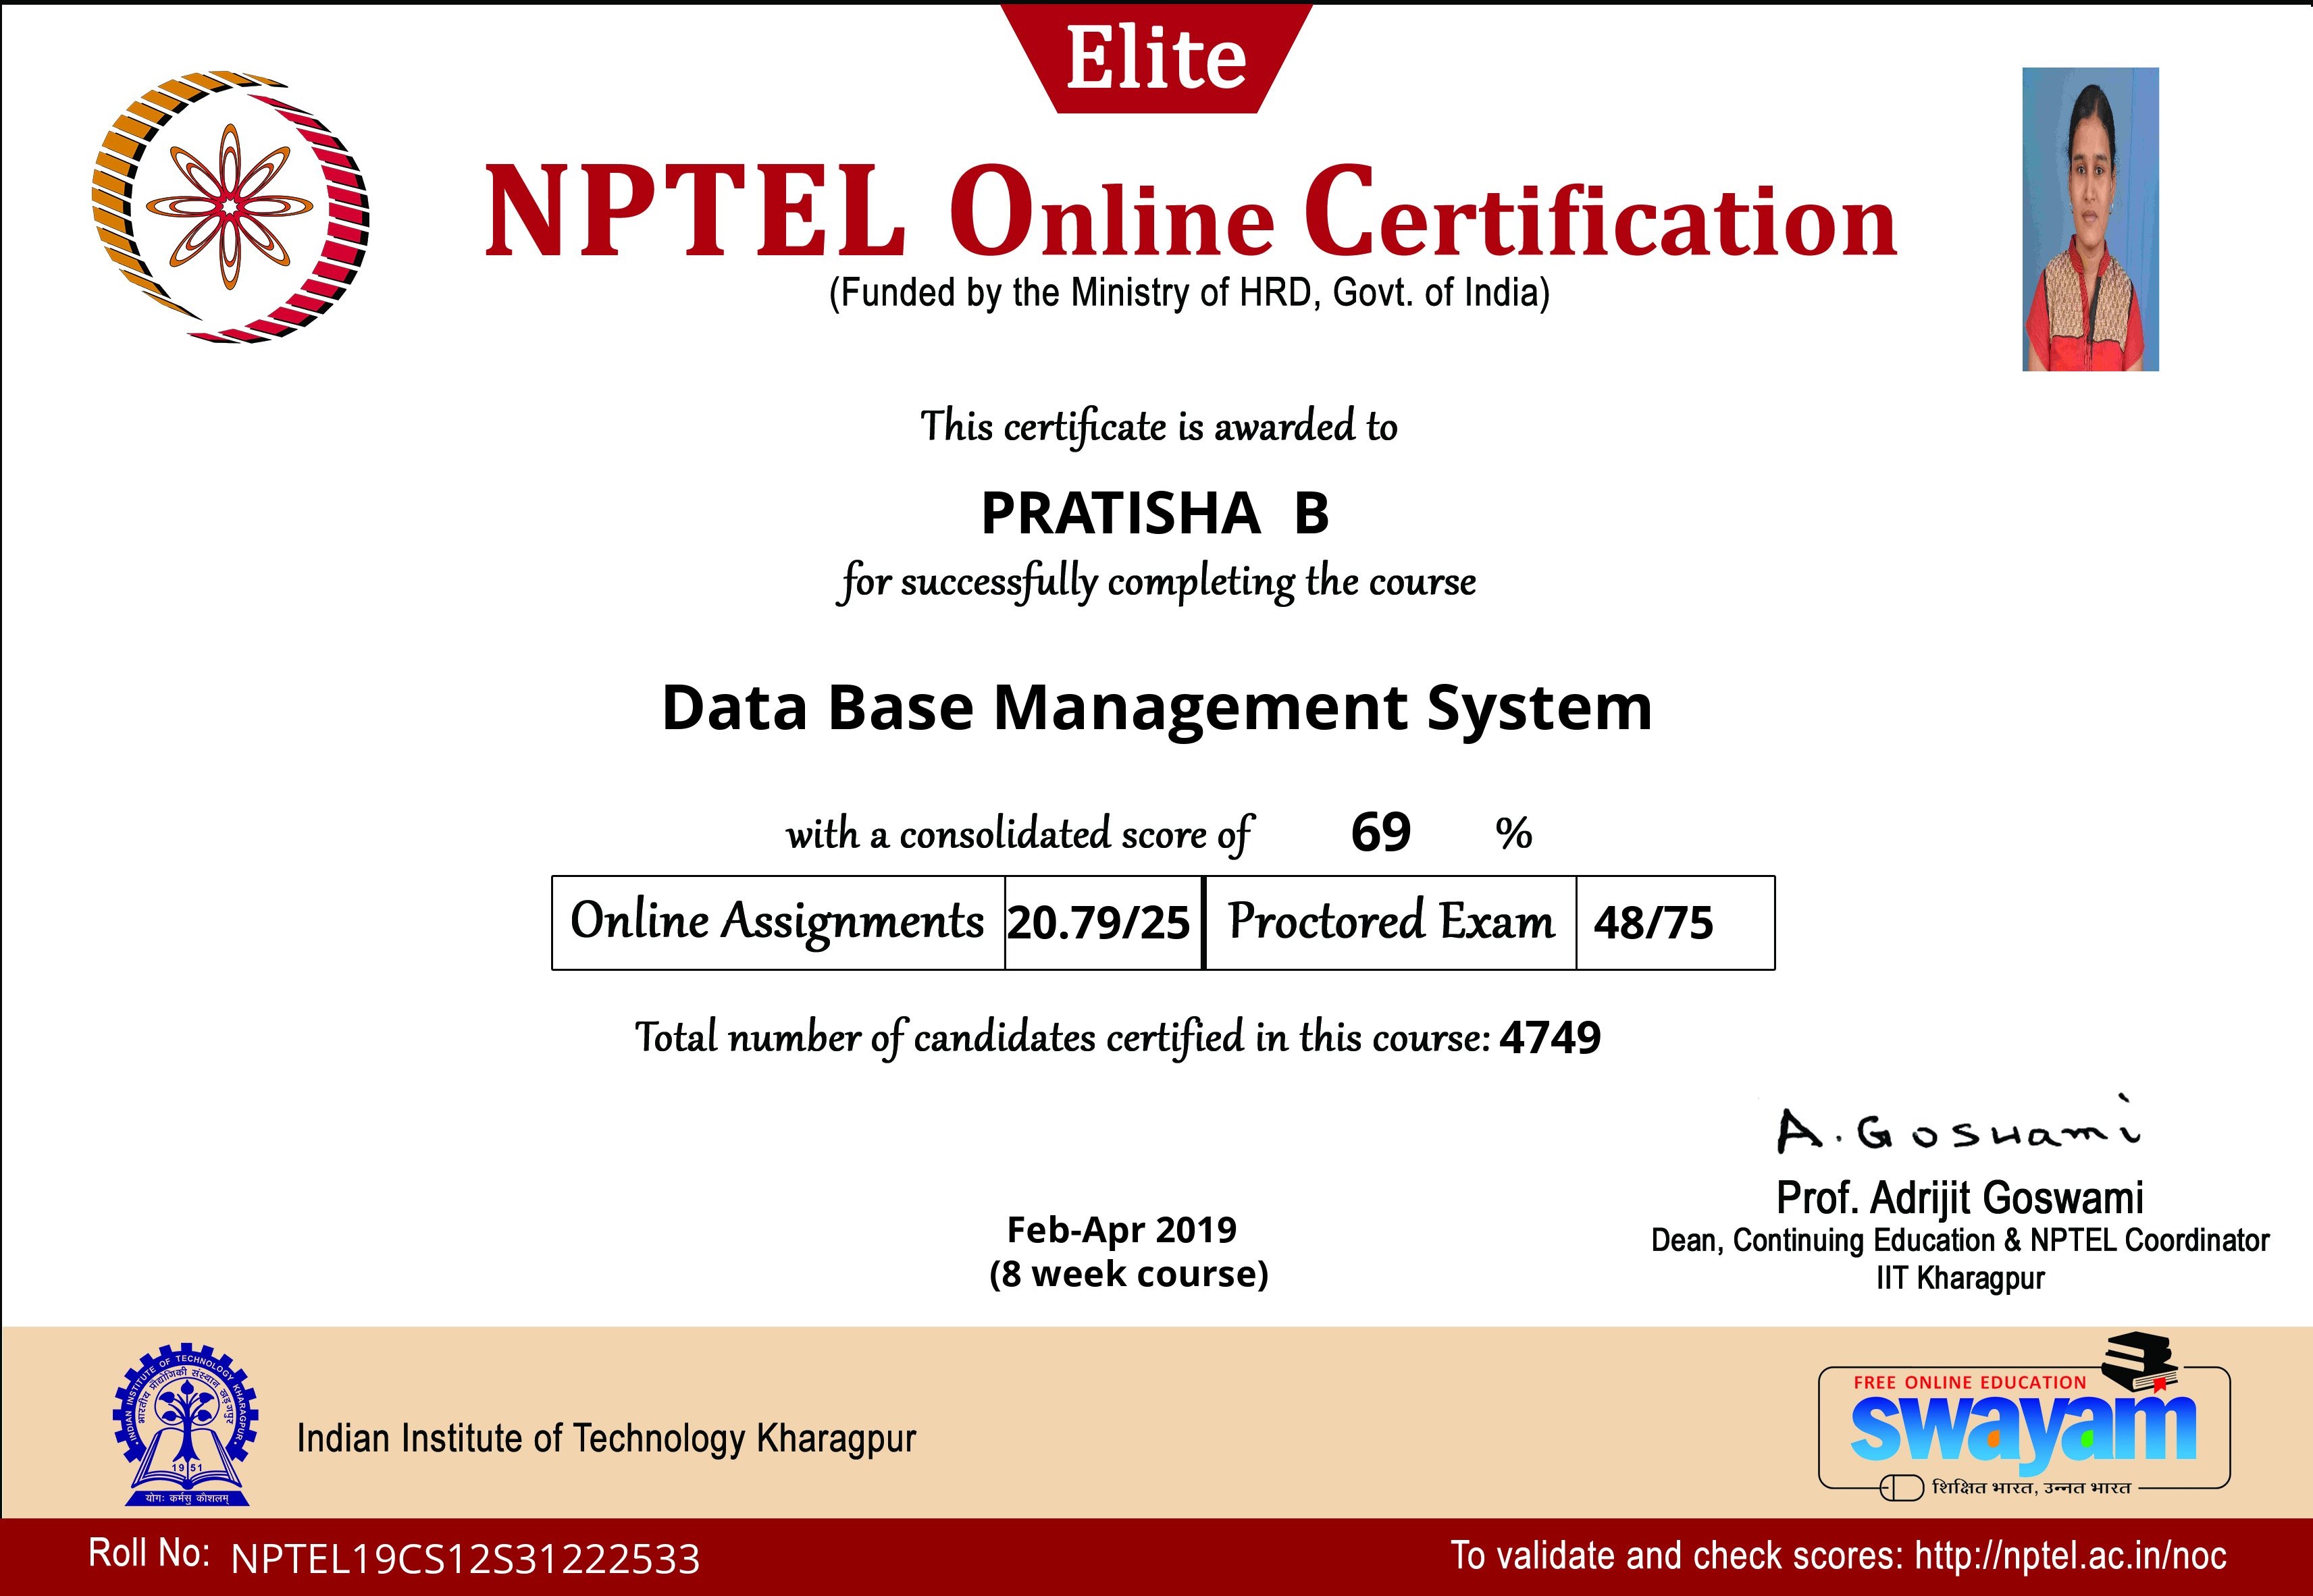 Elite
NPTEL Online Certification
(Funded by the Ministry of HRD, Govt. of India)
This certificate is awarded to
PRATISHA B
for successfully completing the course
Data Base Management System
with a consolidated score of 69 %
Online Assignments 20.79/25 Proctored Exam 48/75
Total number of candidates certified in this course: 4749
A. Goswami
Prof. Adrijit Goswami
Dean, Continuing Education & NPTEL Coordinator
IIT Kharagpur
Feb-Apr 2019
(8 week course)
INDIAN INSTITUTE OF TECHNOLOGY KHARAGPUR
भारतीय प्रौद्योगिकी संस्थान खड़गपुर
19 51
योगः कर्मसु कौशलम्
Indian Institute of Technology Kharagpur
FREE ONLINE EDUCATION
swayam
शिक्षित भारत, उन्नत भारत
Roll No: NPTEL19CS12S31222533
To validate and check scores: http://nptel.ac.in/noc